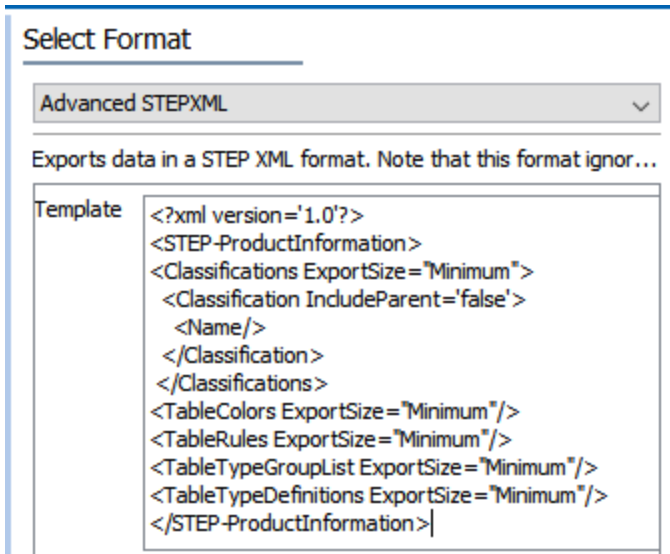 Select Format
Advanced STEPXML
Exports data in a STEP XML format. Note that this format ignor...
Template
<?xml version='1.0'?>
<STEP-ProductInformation>
<Classifications ExportSize="Minimum">
<Classification IncludeParent='false'>
<Name/>
</Classification>
</Classifications>
<TableColors ExportSize="Minimum"/>
<TableRules ExportSize="Minimum"/>
<TableTypeGroupList ExportSize="Minimum"/>
<TableTypeDefinitions ExportSize="Minimum"/>
</STEP-ProductInformation>